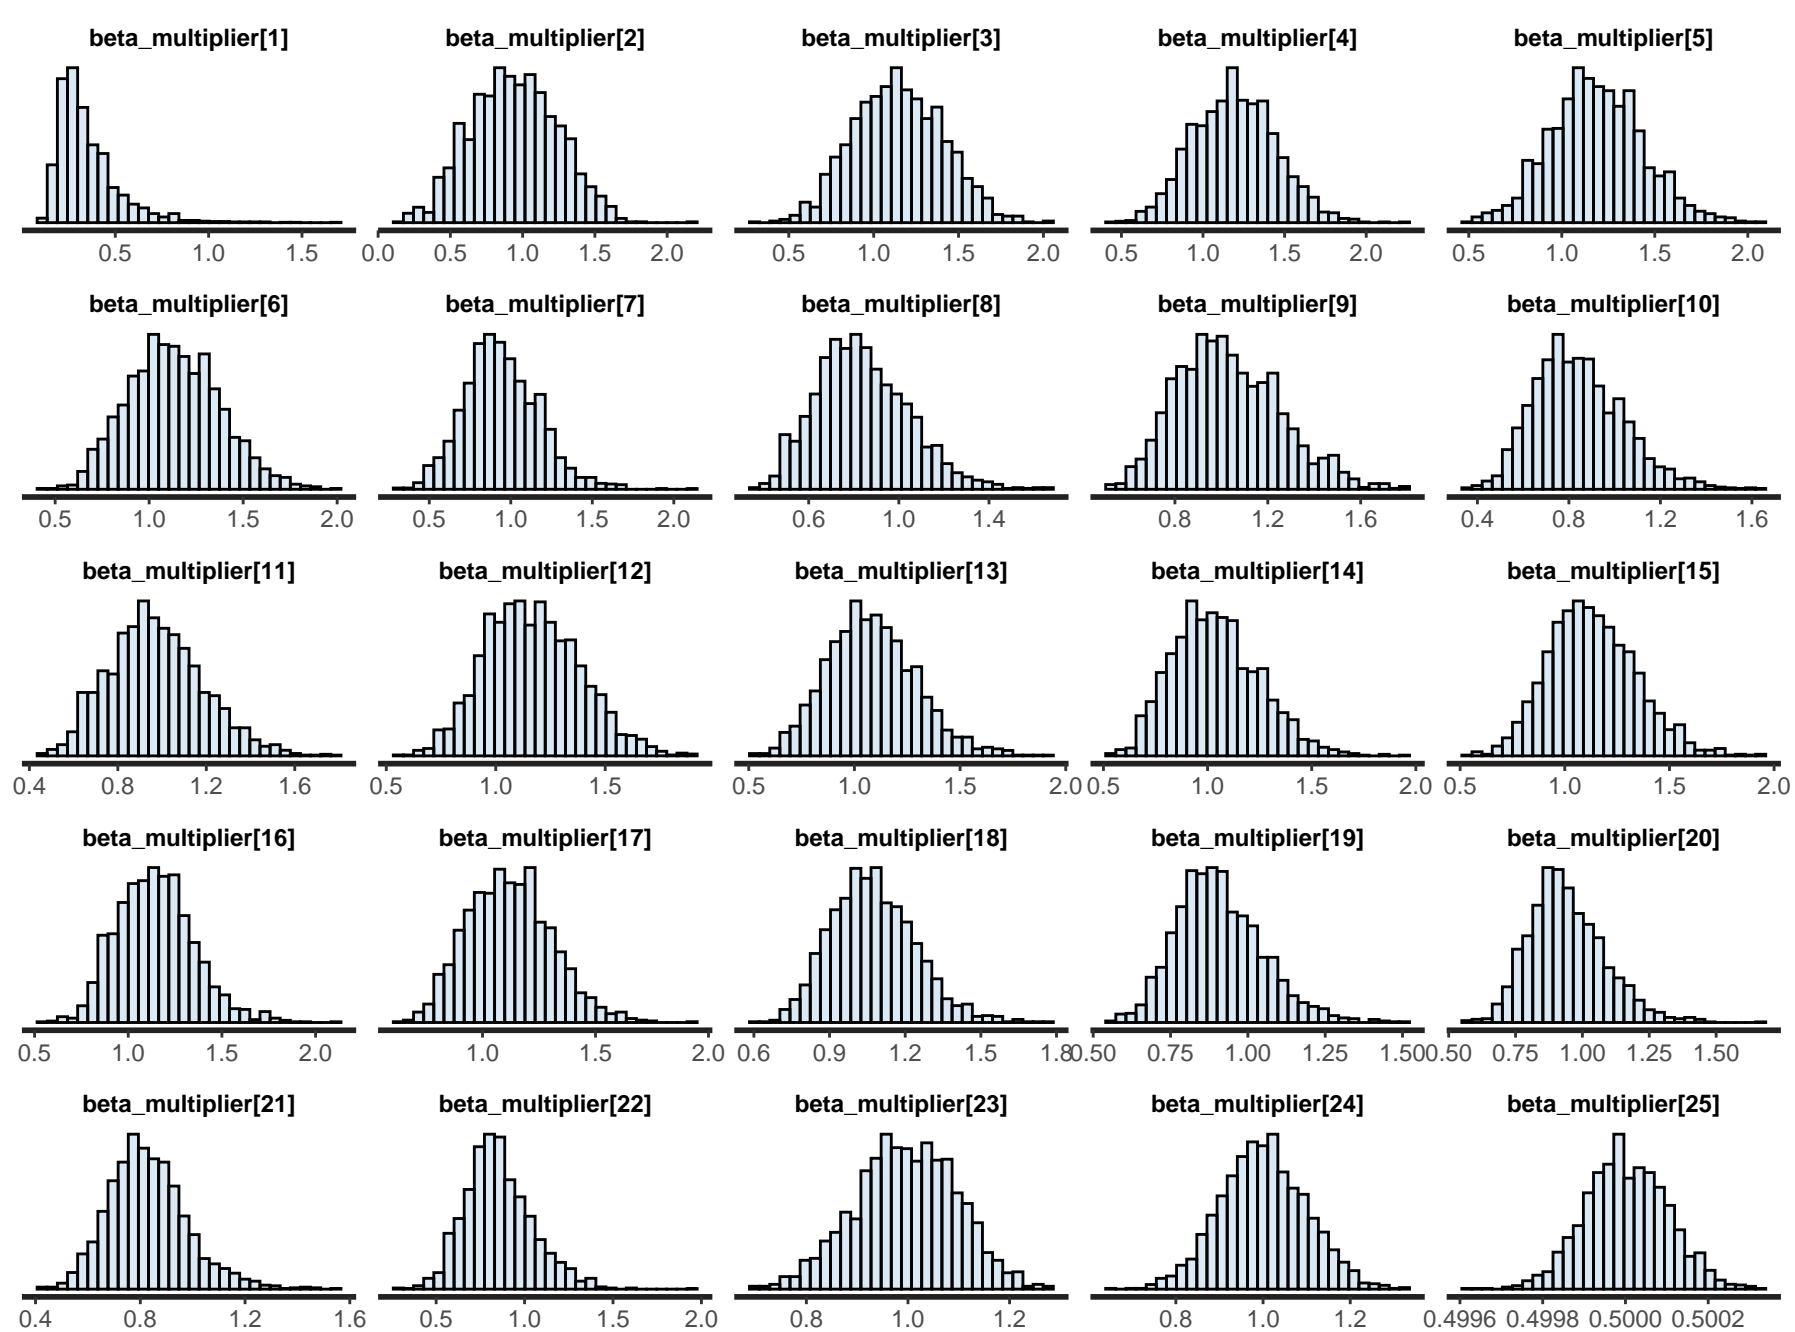 beta_multiplier[1] beta_multiplier[2] beta_multiplier[3] beta_multiplier[4] beta_multiplier[5]
0.5 1.0 1.5 0.0 0.5 1.0 1.5 2.0 0.5 1.0 1.5 2.0 0.5 1.0 1.5 2.0 0.5 1.0 1.5 2.0
beta_multiplier[6] beta_multiplier[7] beta_multiplier[8] beta_multiplier[9] beta_multiplier[10]
0.5 1.0 1.5 2.0 0.5 1.0 1.5 2.0 0.6 1.0 1.4 0.8 1.2 1.6 0.4 0.8 1.2 1.6
beta_multiplier[11] beta_multiplier[12] beta_multiplier[13] beta_multiplier[14] beta_multiplier[15]
0.4 0.8 1.2 1.6 0.5 1.0 1.5 0.5 1.0 1.5 2.0 0.5 1.0 1.5 2.0 0.5 1.0 1.5 2.0
beta_multiplier[16] beta_multiplier[17] beta_multiplier[18] beta_multiplier[19] beta_multiplier[20]
0.5 1.0 1.5 2.0 1.0 1.5 2.0 0.6 0.9 1.2 1.5 1.8 0.50 0.75 1.00 1.25 1.50 0.50 0.75 1.00 1.25 1.50
beta_multiplier[21] beta_multiplier[22] beta_multiplier[23] beta_multiplier[24] beta_multiplier[25]
0.4 0.8 1.2 1.6 0.5 1.0 1.5 2.0 0.8 1.0 1.2 0.8 1.0 1.2 0.4996 0.4998 0.5000 0.5002